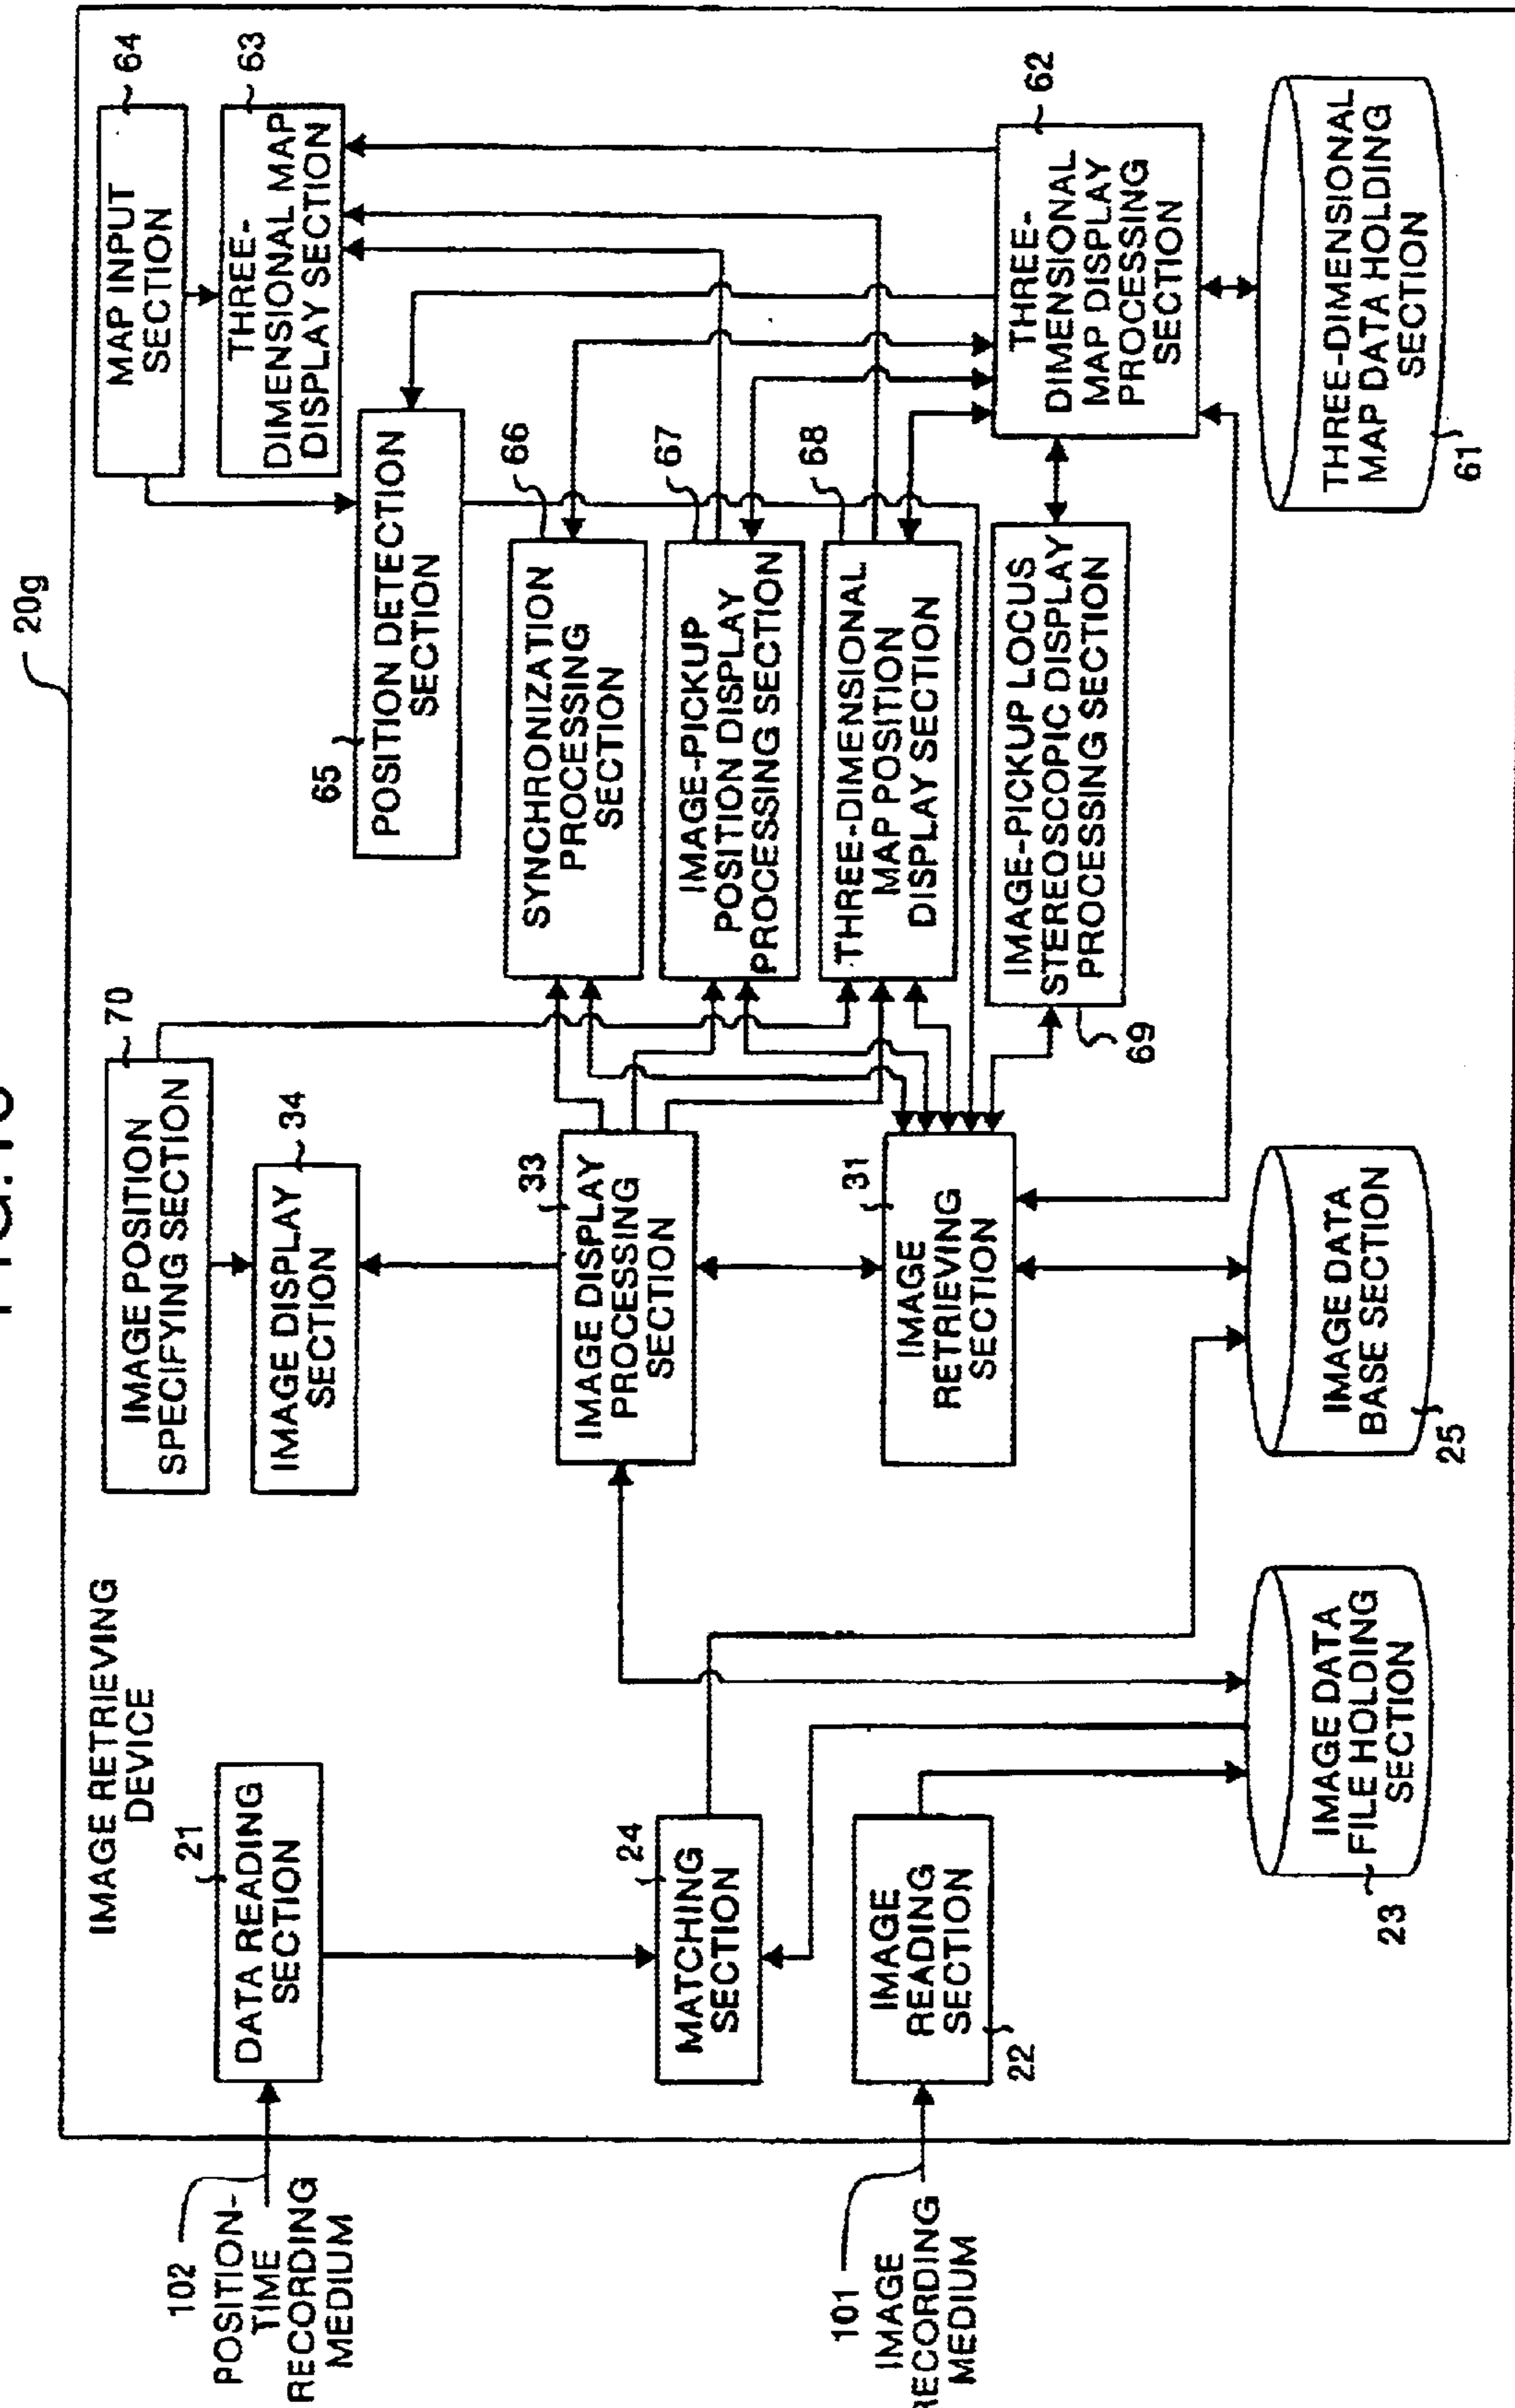 20g
IMAGE RETRIEVING
DEVICE
102
POSITION-
TIME
RECORDING
MEDIUM
101
IMAGE
RECORDING
MEDIUM
21
DATA READING
SECTION
24
MATCHING
SECTION
IMAGE
READING
SECTION
22
IMAGE DATA
FILE HOLDING
SECTION
23
70
IMAGE POSITION
SPECIFYING SECTION
34
IMAGE DISPLAY
SECTION
33
IMAGE DISPLAY
PROCESSING
SECTION
31
IMAGE
RETRIEVING
SECTION
IMAGE DATA
BASE SECTION
25
64
MAP INPUT
SECTION
63
THREE-
DIMENSIONAL MAP
DISPLAY SECTION
65
POSITION DETECTION
SECTION
66
SYNCHRONIZATION
PROCESSING
SECTION
67
IMAGE-PICKUP
POSITION DISPLAY
PROCESSING SECTION
68
THREE-DIMENSIONAL
MAP POSITION
DISPLAY SECTION
IMAGE-PICKUP LOCUS
STEREOSCOPIC DISPLAY
PROCESSING SECTION
69
62
THREE-
DIMENSIONAL
MAP DISPLAY
PROCESSING
SECTION
THREE-DIMENSIONAL
MAP DATA HOLDING
SECTION
61